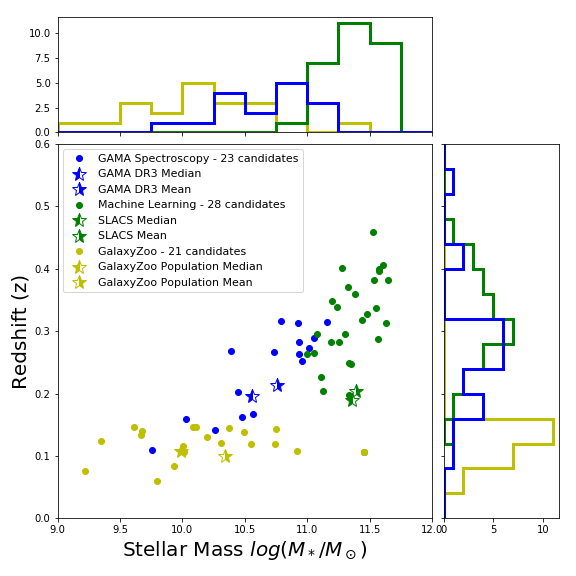 10.0
7.5
5.0
2.5
0.0
0.6
0.5
0.4
0.3
0.2
0.1
0.0
Redshift (z)
GAMA Spectroscopy - 23 candidates
GAMA DR3 Median
GAMA DR3 Mean
Machine Learning - 28 candidates
SLACS Median
SLACS Mean
GalaxyZoo - 21 candidates
GalaxyZoo Population Median
GalaxyZoo Population Mean
9.0 9.5 10.0 10.5 11.0 11.5 12.0
0 5 10
Stellar Mass log(M_*/M_⊙)